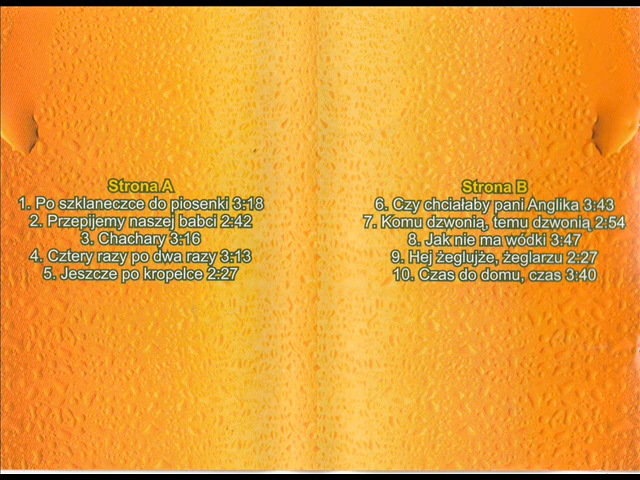 Strona A
1. Po szklaneczce do piosenki 3:18
2. Przepijemy naszej babci 2:42
3. Chachary 3:16
4. Cztery razy po dwa razy 3:13
5. Jeszcze po kropelce 2:27
Strona B
6. Czy chciałaby pani Anglika 3:43
7. Komu dzwonią, temu dzwonią 2:54
8. Jak nie ma wódki 3:47
9. Hej żeglujże, żeglarzu 2:27
10. Czas do domu, czas 3:40